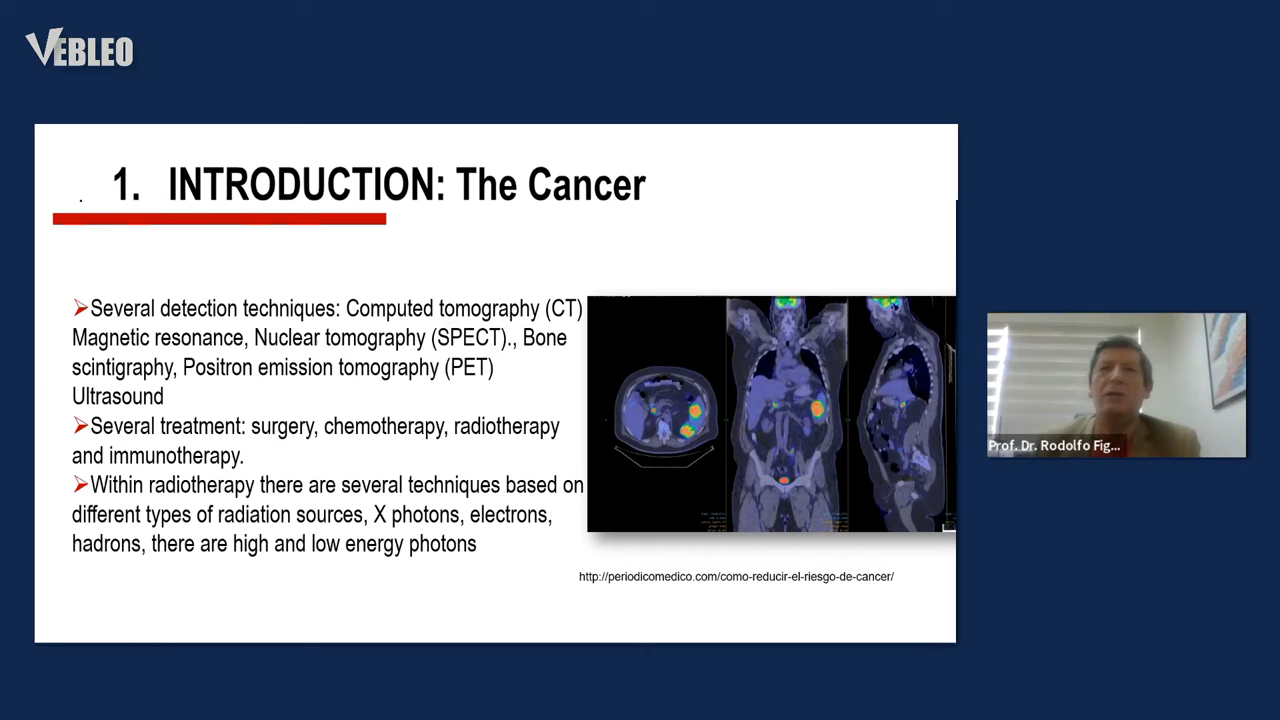 VEBLEO
1. INTRODUCTION: The Cancer
➢Several detection techniques: Computed tomography (CT)
Magnetic resonance, Nuclear tomography (SPECT)., Bone
scintigraphy, Positron emission tomography (PET)
Ultrasound
➢Several treatment: surgery, chemotherapy, radiotherapy
and immunotherapy.
➢Within radiotherapy there are several techniques based on
different types of radiation sources, X photons, electrons,
hadrons, there are high and low energy photons
http://periodicomedico.com/como-reducir-el-riesgo-de-cancer/
Prof. Dr. Rodolfo Fig...